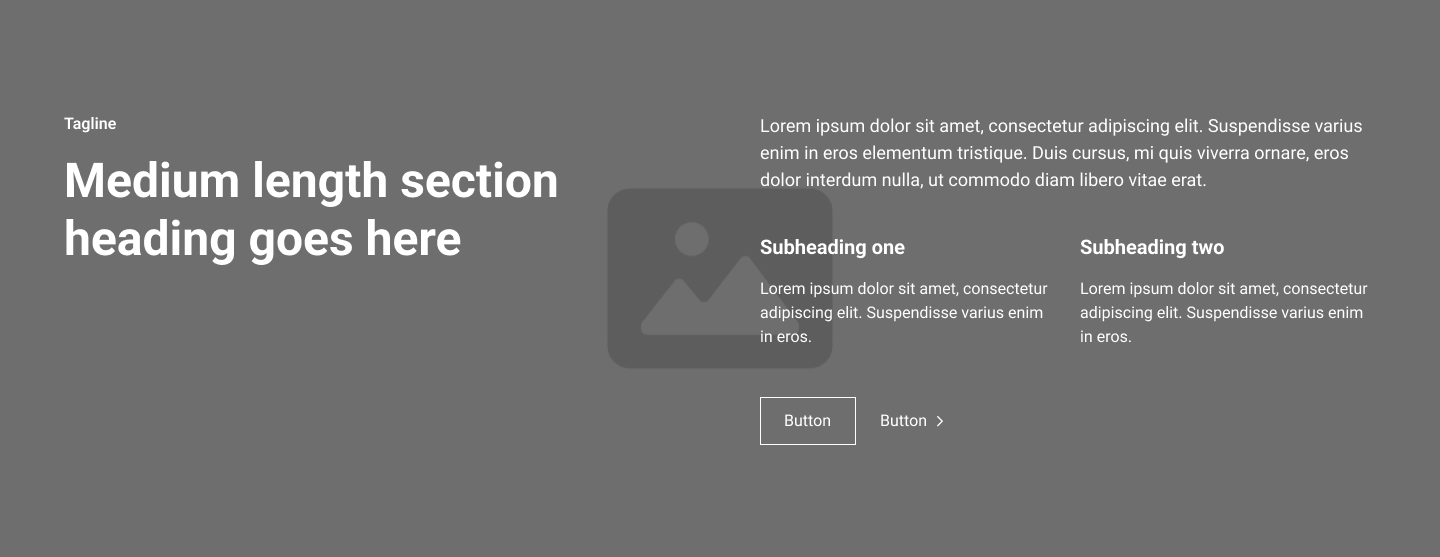 Tagline
Medium length section
heading goes here
Lorem ipsum dolor sit amet, consectetur adipiscing elit. Suspendisse varius
enim in eros elementum tristique. Duis cursus, mi quis viverra ornare, eros
dolor interdum nulla, ut commodo diam libero vitae erat.
Subheading one
Lorem ipsum dolor sit amet, consectetur
adipiscing elit. Suspendisse varius enim
in eros.
Subheading two
Lorem ipsum dolor sit amet, consectetur
adipiscing elit. Suspendisse varius enim
in eros.
Button
Button